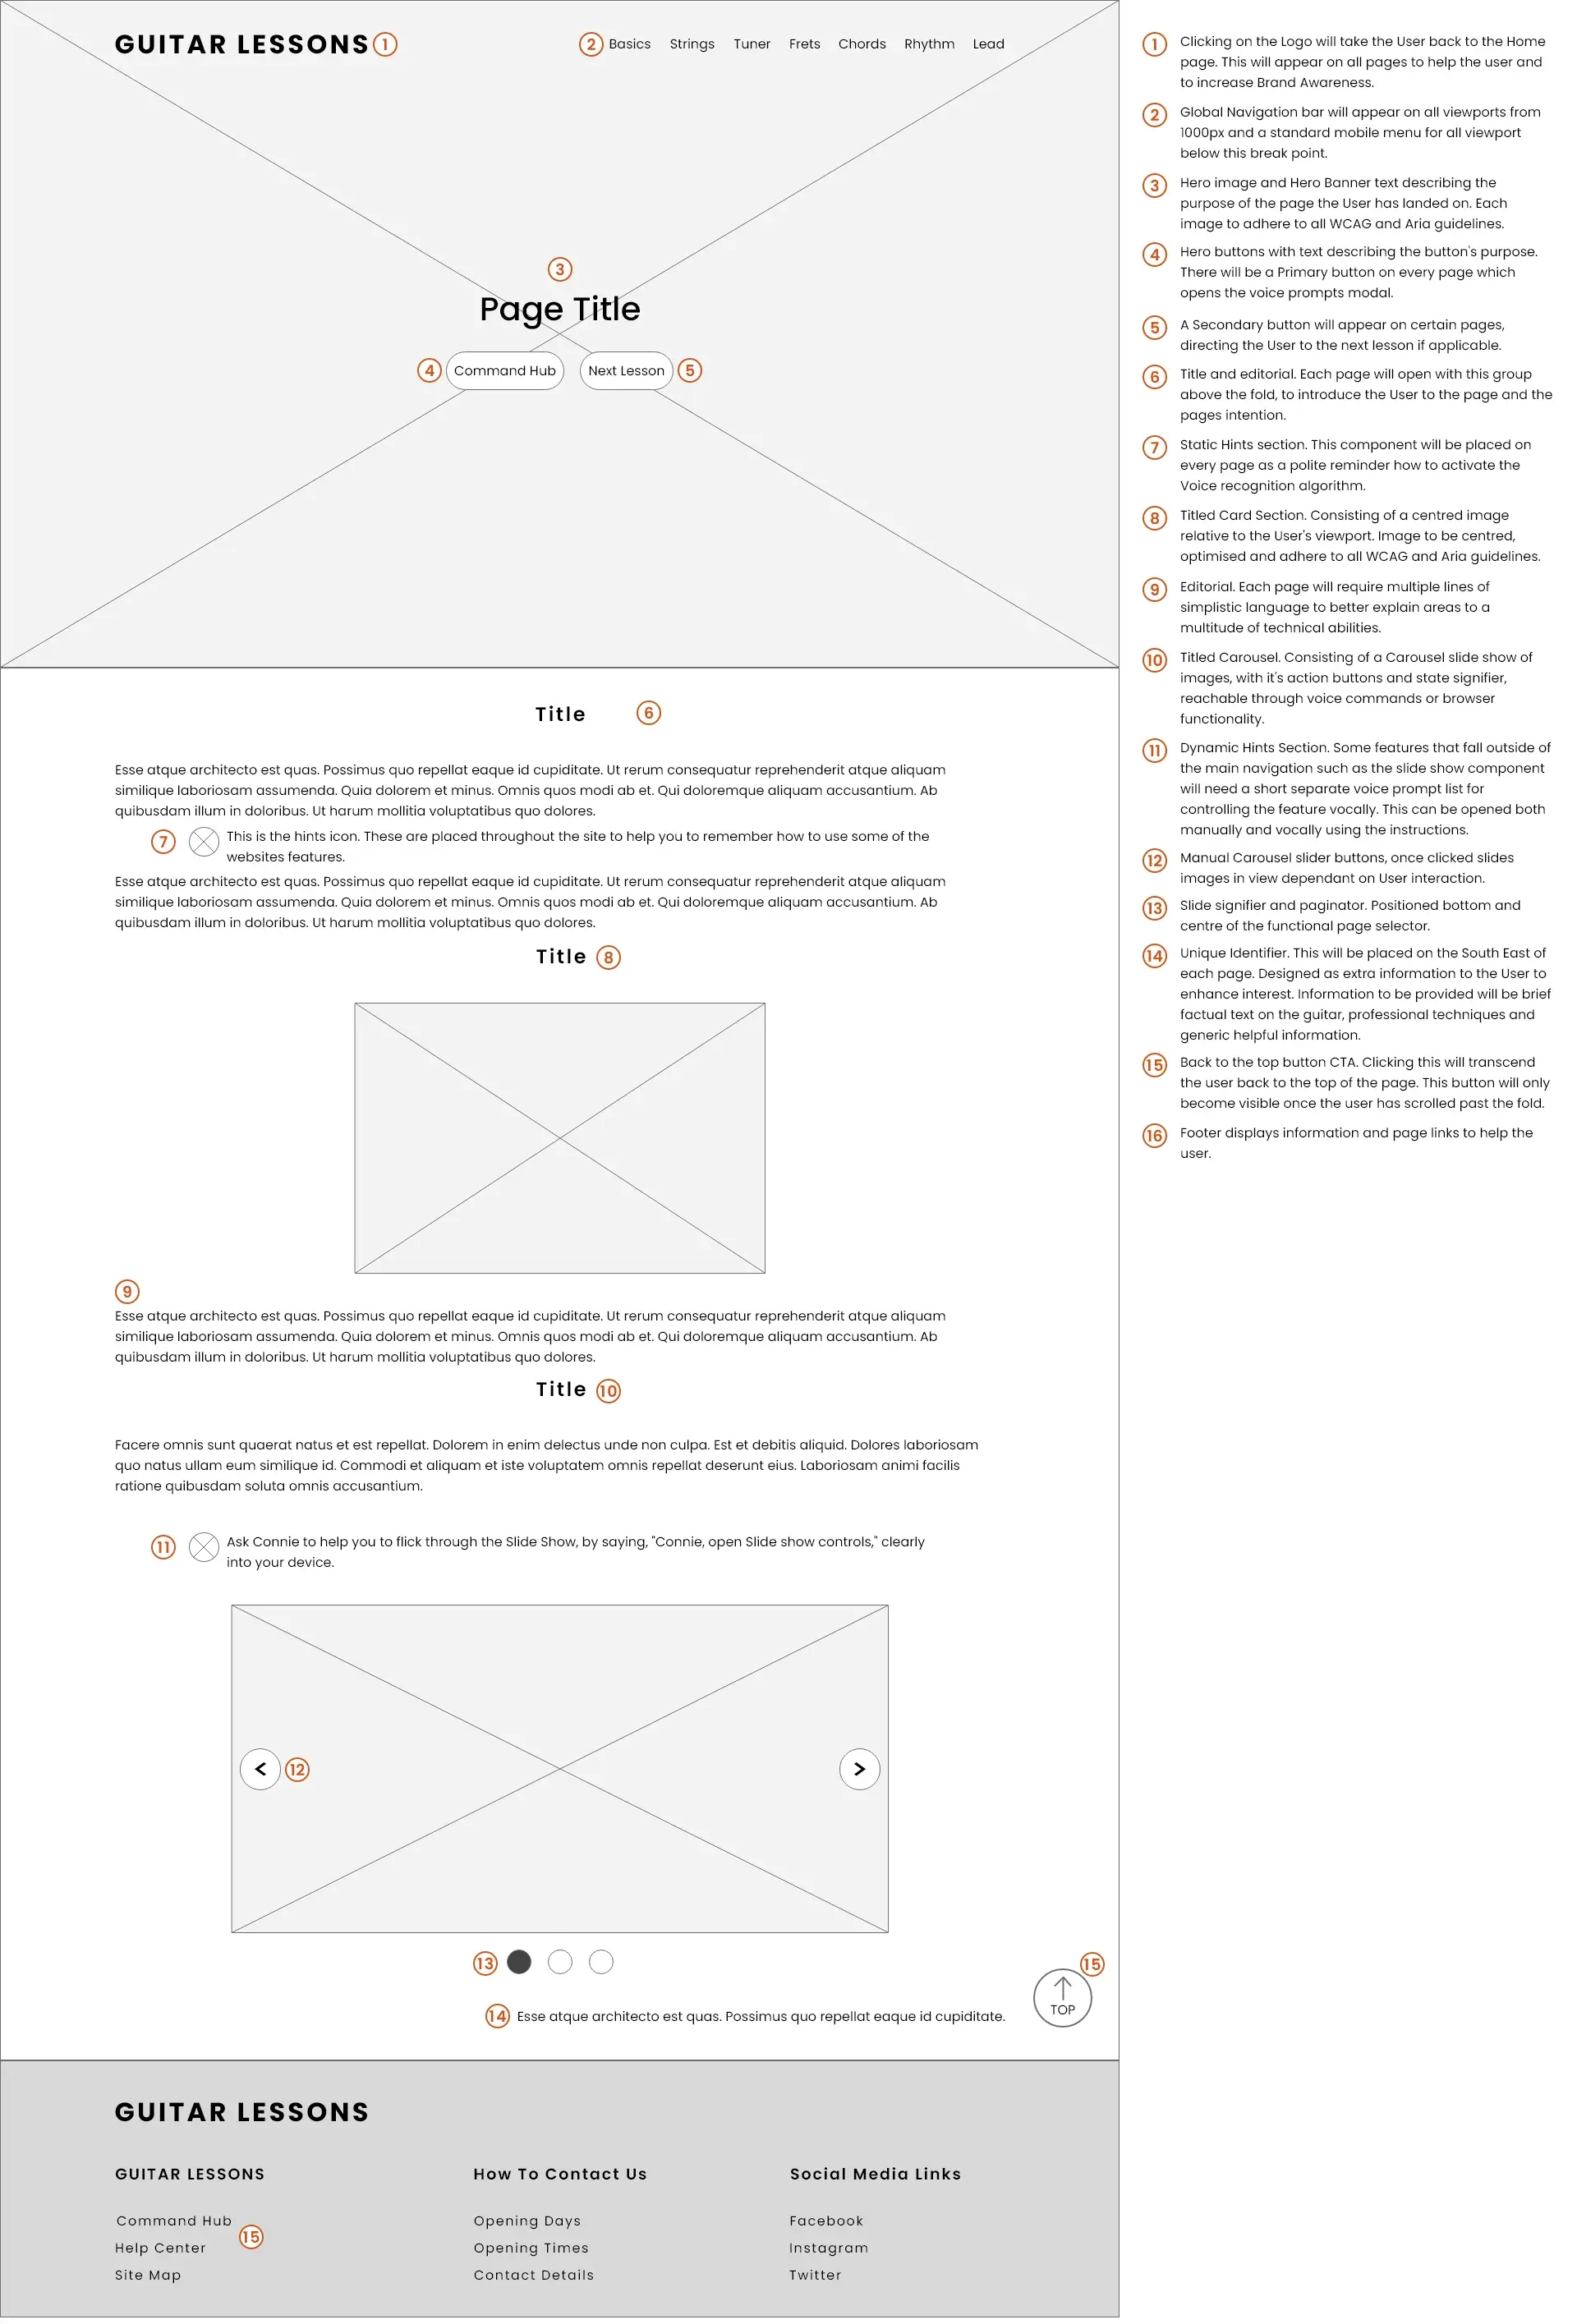 GUITAR LESSONS 1
2 Basics Strings Tuner Frets Chords Rhythm Lead
3
Page Title
4 Command Hub Next Lesson 5
Title 6
Esse atque architecto est quas. Possimus quo repellat eaque id cupiditate. Ut rerum consequatur reprehenderit atque aliquam
similique laboriosam assumenda. Quia dolorem et minus. Omnis quos modi ab et. Qui doloremque aliquam accusantium. Ab
quibusdam illum in doloribus. Ut harum mollitia voluptatibus quo dolores.
7 This is the hints icon. These are placed throughout the site to help you to remember how to use some of the
websites features.
Esse atque architecto est quas. Possimus quo repellat eaque id cupiditate. Ut rerum consequatur reprehenderit atque aliquam
similique laboriosam assumenda. Quia dolorem et minus. Omnis quos modi ab et. Qui doloremque aliquam accusantium. Ab
quibusdam illum in doloribus. Ut harum mollitia voluptatibus quo dolores.
Title 8
9
Esse atque architecto est quas. Possimus quo repellat eaque id cupiditate. Ut rerum consequatur reprehenderit atque aliquam
similique laboriosam assumenda. Quia dolorem et minus. Omnis quos modi ab et. Qui doloremque aliquam accusantium. Ab
quibusdam illum in doloribus. Ut harum mollitia voluptatibus quo dolores.
Title 10
Facere omnis sunt quaerat natus et est repellat. Dolorem in enim delectus unde non culpa. Est et debitis aliquid. Dolores laboriosam
quo natus ullam eum similique id. Commodi et aliquam et iste voluptatem omnis repellat deserunt eius. Laboriosam animi facilis
ratione quibusdam soluta omnis accusantium.
11 Ask Connie to help you to flick through the Slide Show, by saying, "Connie, open Slide show controls," clearly
into your device.
< 12 >
13
15
TOP
14 Esse atque architecto est quas. Possimus quo repellat eaque id cupiditate.
GUITAR LESSONS
GUITAR LESSONS
Command Hub
15
Help Center
Site Map
How To Contact Us
Opening Days
Opening Times
Contact Details
Social Media Links
Facebook
Instagram
Twitter
1 Clicking on the Logo will take the User back to the Home
page. This will appear on all pages to help the user and
to increase Brand Awareness.
2 Global Navigation bar will appear on all viewports from
1000px and a standard mobile menu for all viewport
below this break point.
3 Hero image and Hero Banner text describing the
purpose of the page the User has landed on. Each
image to adhere to all WCAG and Aria guidelines.
4 Hero buttons with text describing the button's purpose.
There will be a Primary button on every page which
opens the voice prompts modal.
5 A Secondary button will appear on certain pages,
directing the User to the next lesson if applicable.
6 Title and editorial. Each page will open with this group
above the fold, to introduce the User to the page and the
pages intention.
7 Static Hints section. This component will be placed on
every page as a polite reminder how to activate the
Voice recognition algorithm.
8 Titled Card Section. Consisting of a centred image
relative to the User's viewport. Image to be centred,
optimised and adhere to all WCAG and Aria guidelines.
9 Editorial. Each page will require multiple lines of
simplistic language to better explain areas to a
multitude of technical abilities.
10 Titled Carousel. Consisting of a Carousel slide show of
images, with it's action buttons and state signifier,
reachable through voice commands or browser
functionality.
11 Dynamic Hints Section. Some features that fall outside of
the main navigation such as the slide show component
will need a short separate voice prompt list for
controlling the feature vocally. This can be opened both
manually and vocally using the instructions.
12 Manual Carousel slider buttons, once clicked slides
images in view dependant on User interaction.
13 Slide signifier and paginator. Positioned bottom and
centre of the functional page selector.
14 Unique Identifier. This will be placed on the South East of
each page. Designed as extra information to the User to
enhance interest. Information to be provided will be brief
factual text on the guitar, professional techniques and
generic helpful information.
15 Back to the top button CTA. Clicking this will transcend
the user back to the top of the page. This button will only
become visible once the user has scrolled past the fold.
16 Footer displays information and page links to help the
user.